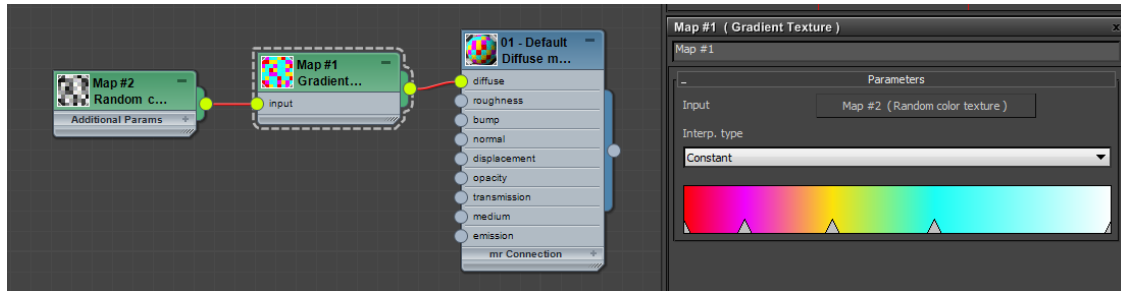 Map #2
Random c...
Additional Params +
Map #1
Gradient...
input
01 - Default
Diffuse m...
diffuse
roughness
bump
normal
displacement
opacity
transmission
medium
emission
mr Connection +
Map #1 ( Gradient Texture ) x
Map #1
- Parameters
Input Map #2 ( Random color texture )
Interp. type
Constant